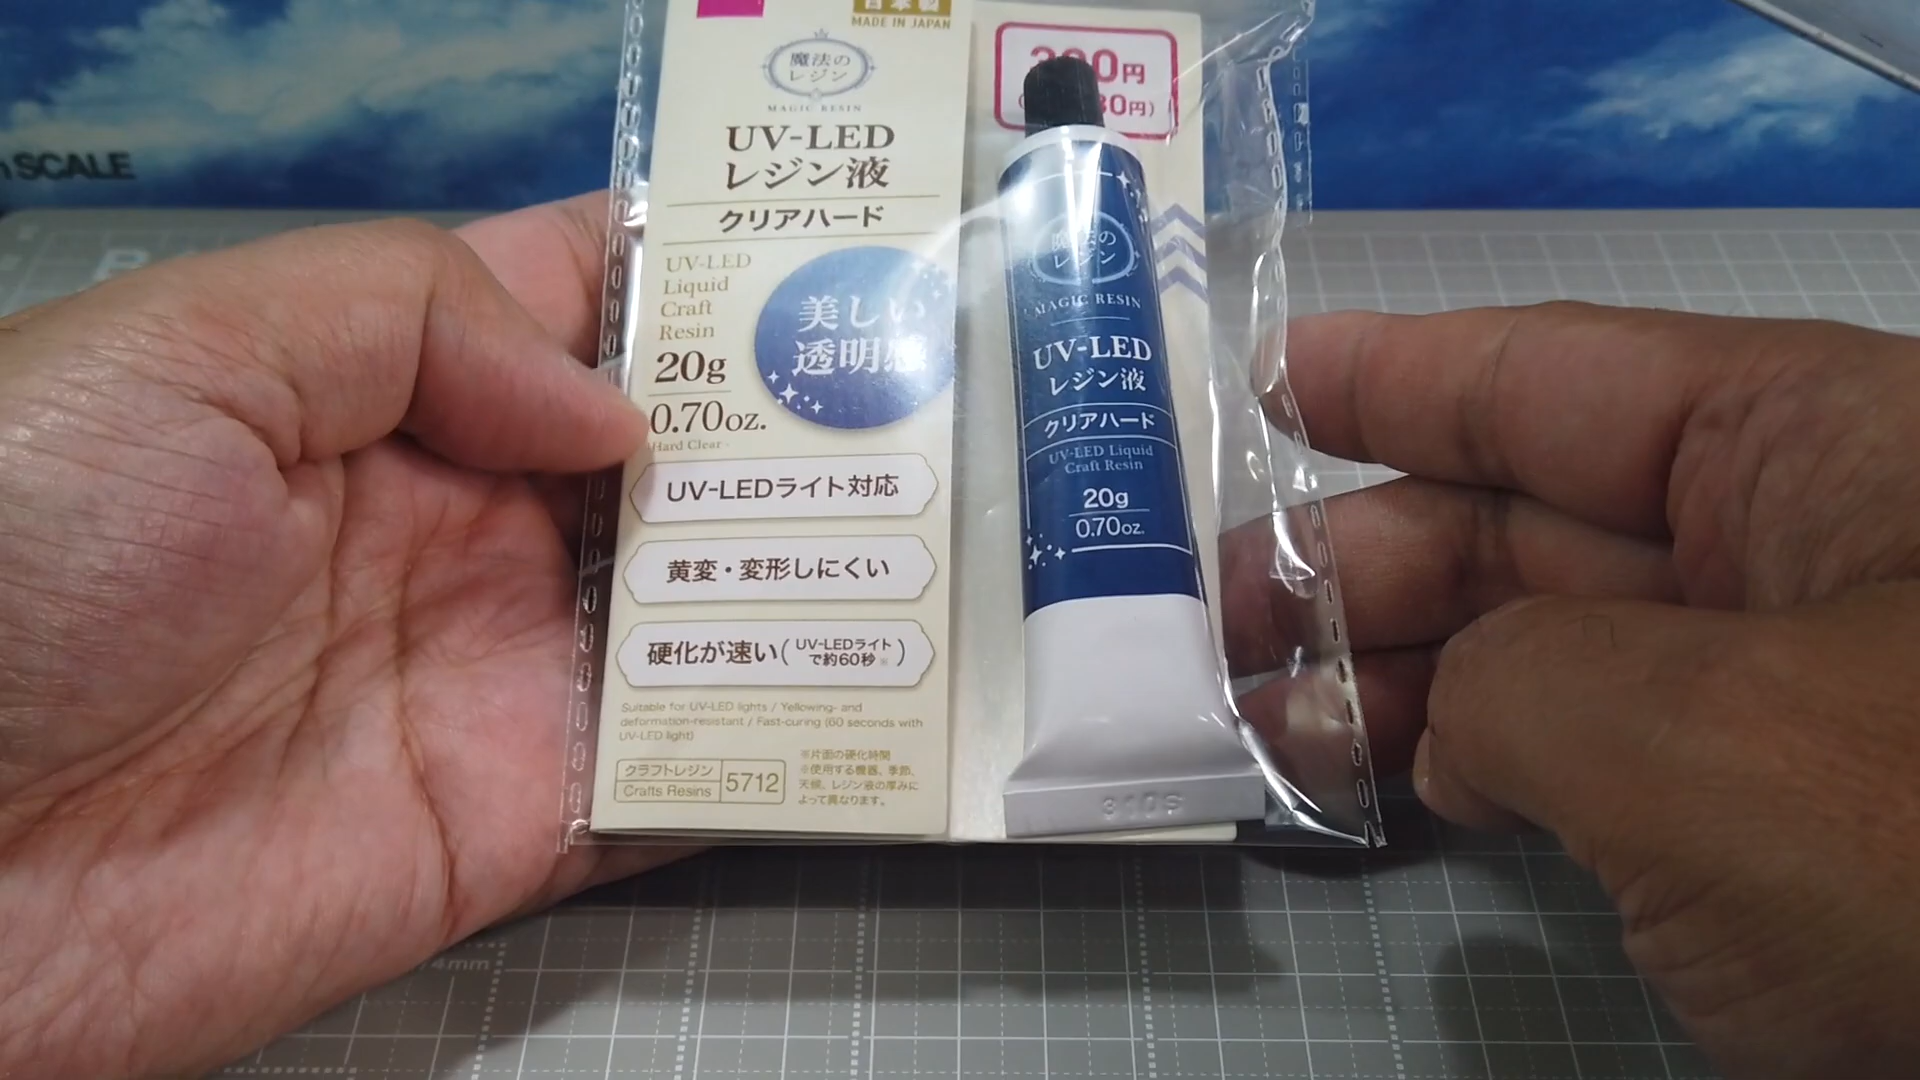 SCALE
日本製
MADE IN JAPAN
魔法の
レジン
MAGIC RESIN
UV-LED
レジン液
クリアハード
UV-LED
Liquid
Craft
Resin
20g
0.70oz.
Hard Clear -
美しい
透明感
UV-LEDライト対応
黄変・変形しにくい
硬化が速い(UV-LEDライト
で約60秒※)
Suitable for UV-LED lights / Yellowing- and
deformation-resistant / Fast-curing (60 seconds with
UV-LED light)
クラフトレジン
Crafts Resins
5712
※片面の硬化時間
※使用する機器、季節、
天候、レジン液の厚みに
よって異なります。
円
30円)
魔法の
レジン
MAGIC RESIN
UV-LED
レジン液
クリアハード
UV-LED Liquid
Craft Resin
20g
0.70oz.
310S